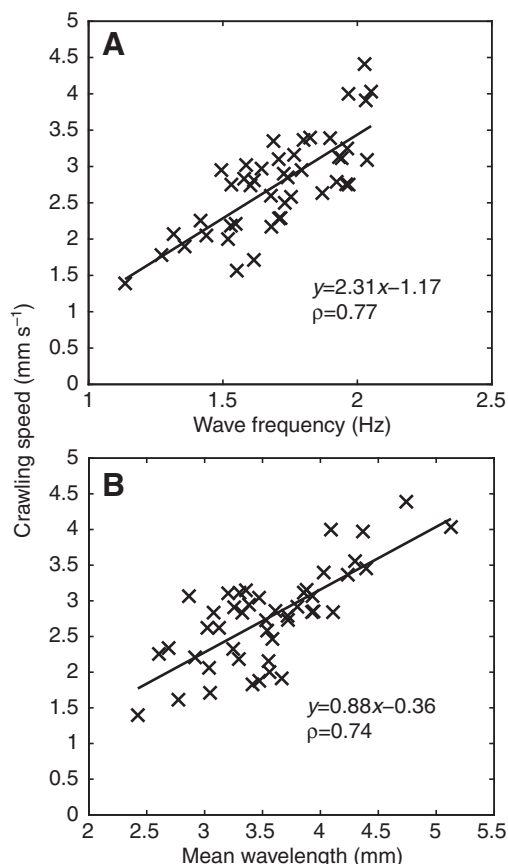 A
5
4.5
4
3.5
3
2.5
2
1.5
1
0.5
0
y=2.31x−1.17
ρ=0.77
1 1.5 2 2.5
Wave frequency (Hz)
Crawling speed (mm s−1)
B
5
4.5
4
3.5
3
2.5
2
1.5
1
0.5
0
y=0.88x−0.36
ρ=0.74
2 2.5 3 3.5 4 4.5 5 5.5
Mean wavelength (mm)